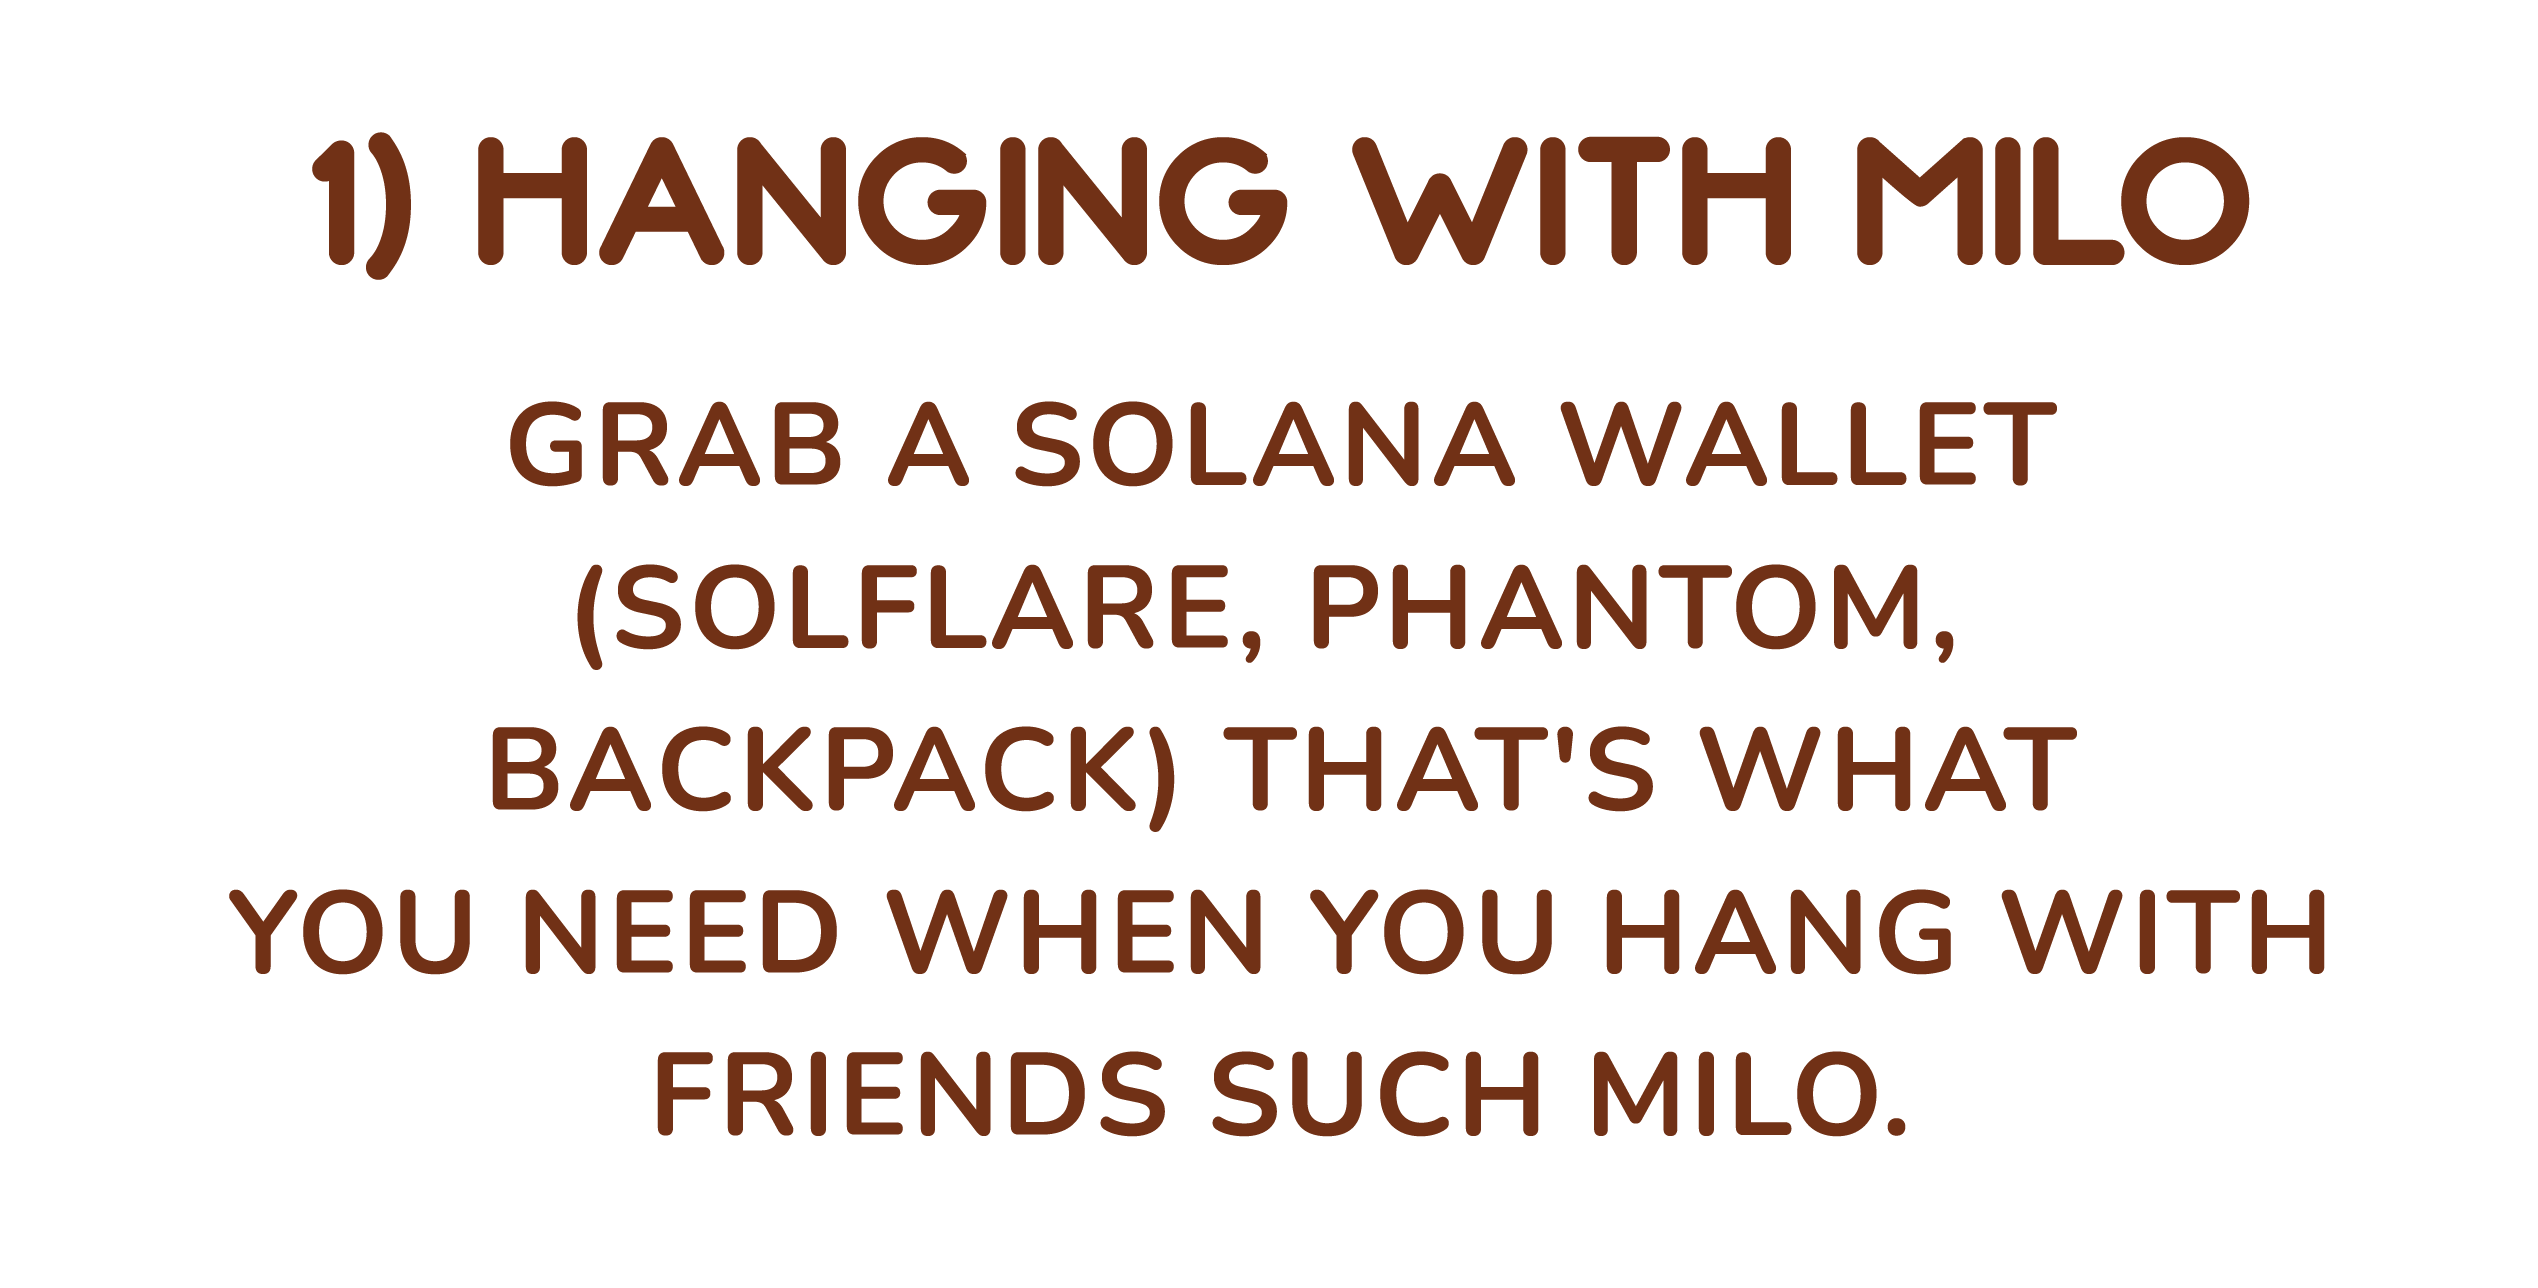 1) HANGING WITH MILO
GRAB A SOLANA WALLET
(SOLFLARE, PHANTOM,
BACKPACK) THAT'S WHAT
YOU NEED WHEN YOU HANG WITH
FRIENDS SUCH MILO.